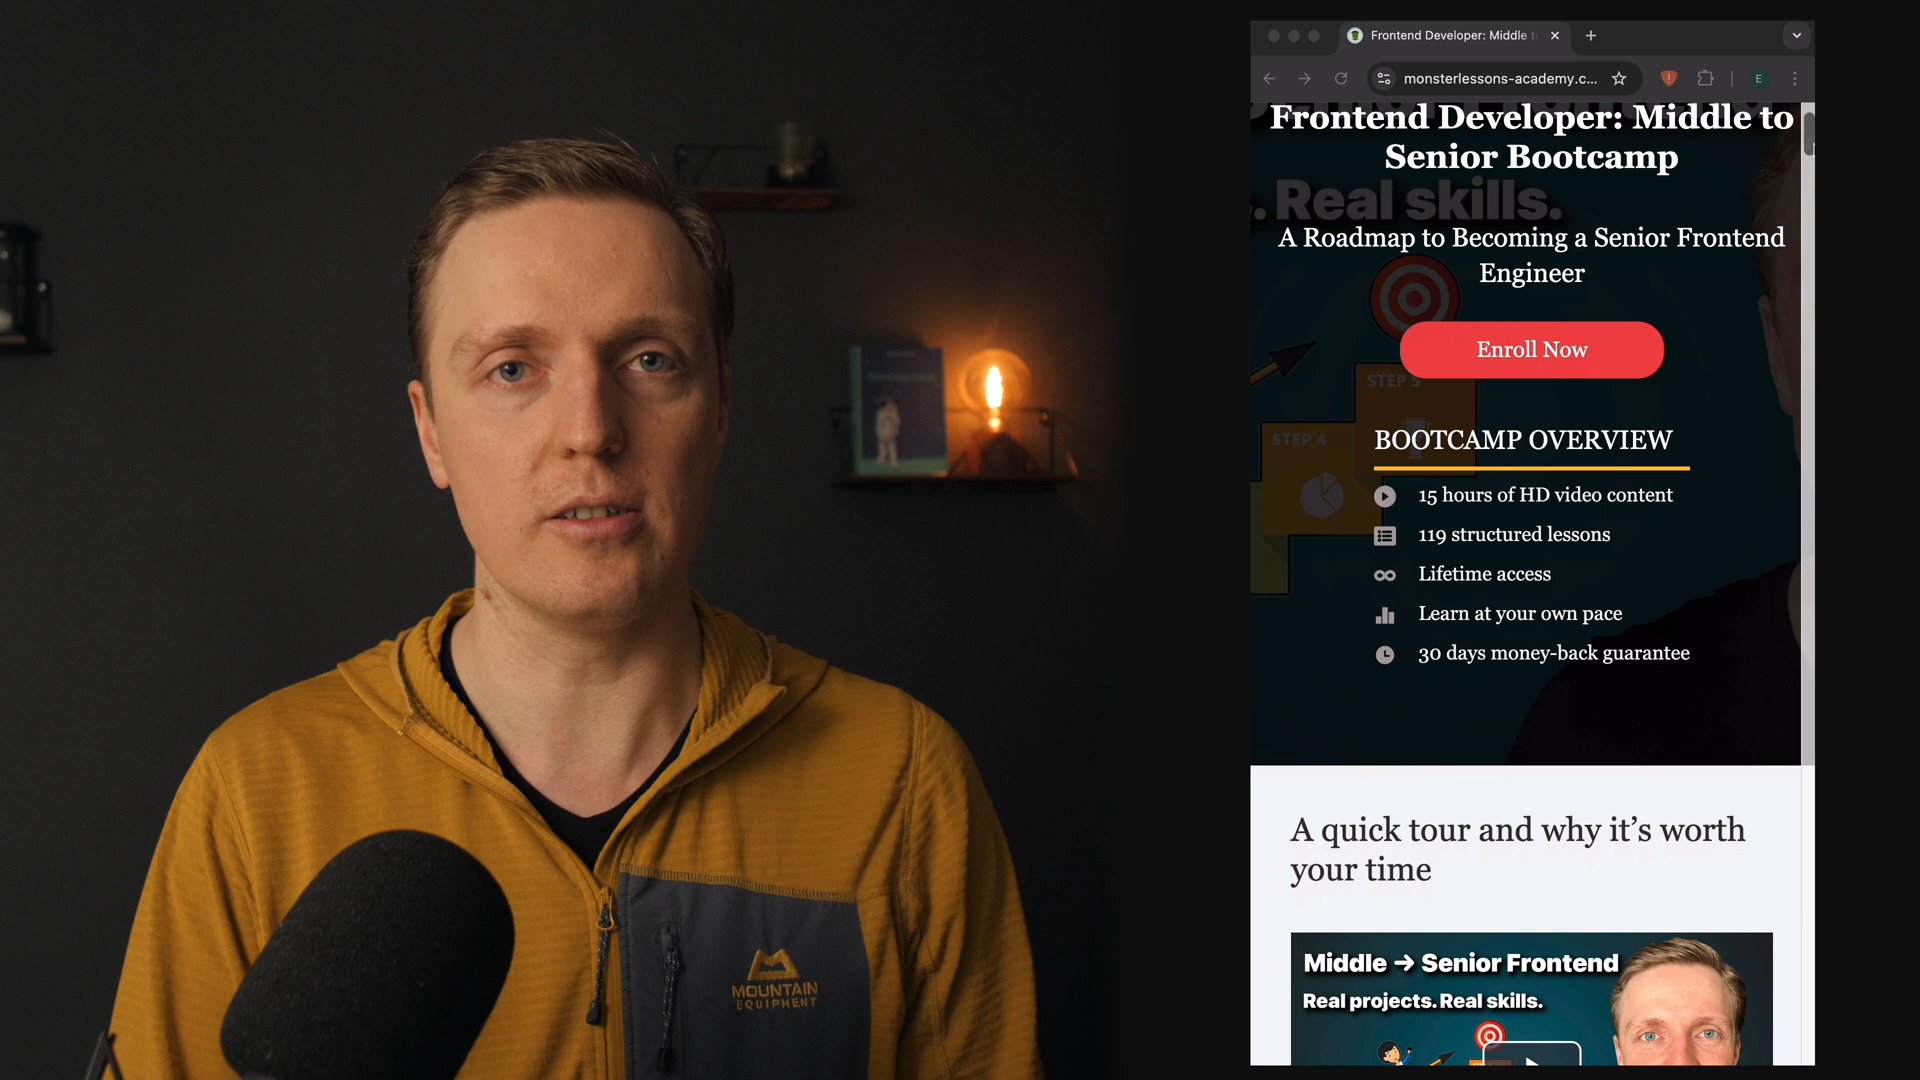 Frontend Developer: Middle t
monsterlessons-academy.c...
E
Frontend Developer: Middle to
Senior Bootcamp
. Real skills.
A Roadmap to Becoming a Senior Frontend
Engineer
Enroll Now
STEP 5
STEP 4
BOOTCAMP OVERVIEW
15 hours of HD video content
119 structured lessons
Lifetime access
Learn at your own pace
30 days money-back guarantee
A quick tour and why it’s worth
your time
Middle → Senior Frontend
Real projects. Real skills.
MOUNTAIN
EQUIPMENT